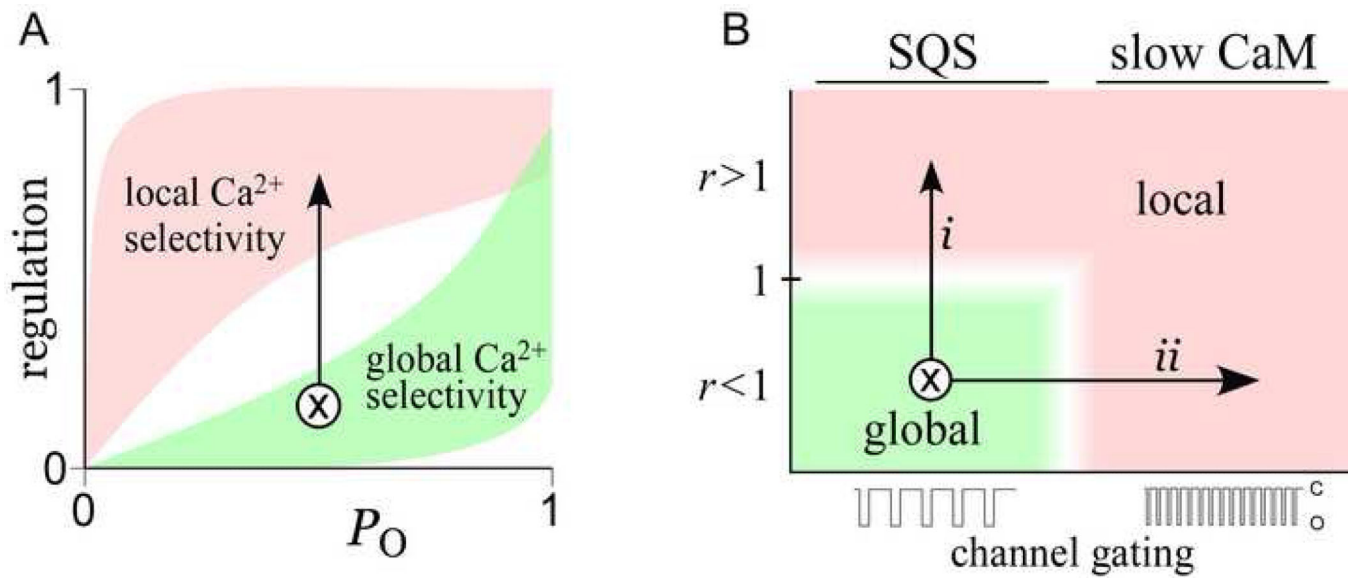 A
1
regulation
local Ca²⁺
selectivity
global Ca²⁺
selectivity
X
0
0
1
P_O
B
SQS
slow CaM
r>1
i
local
1
r<1
X
ii
global
C
O
channel gating